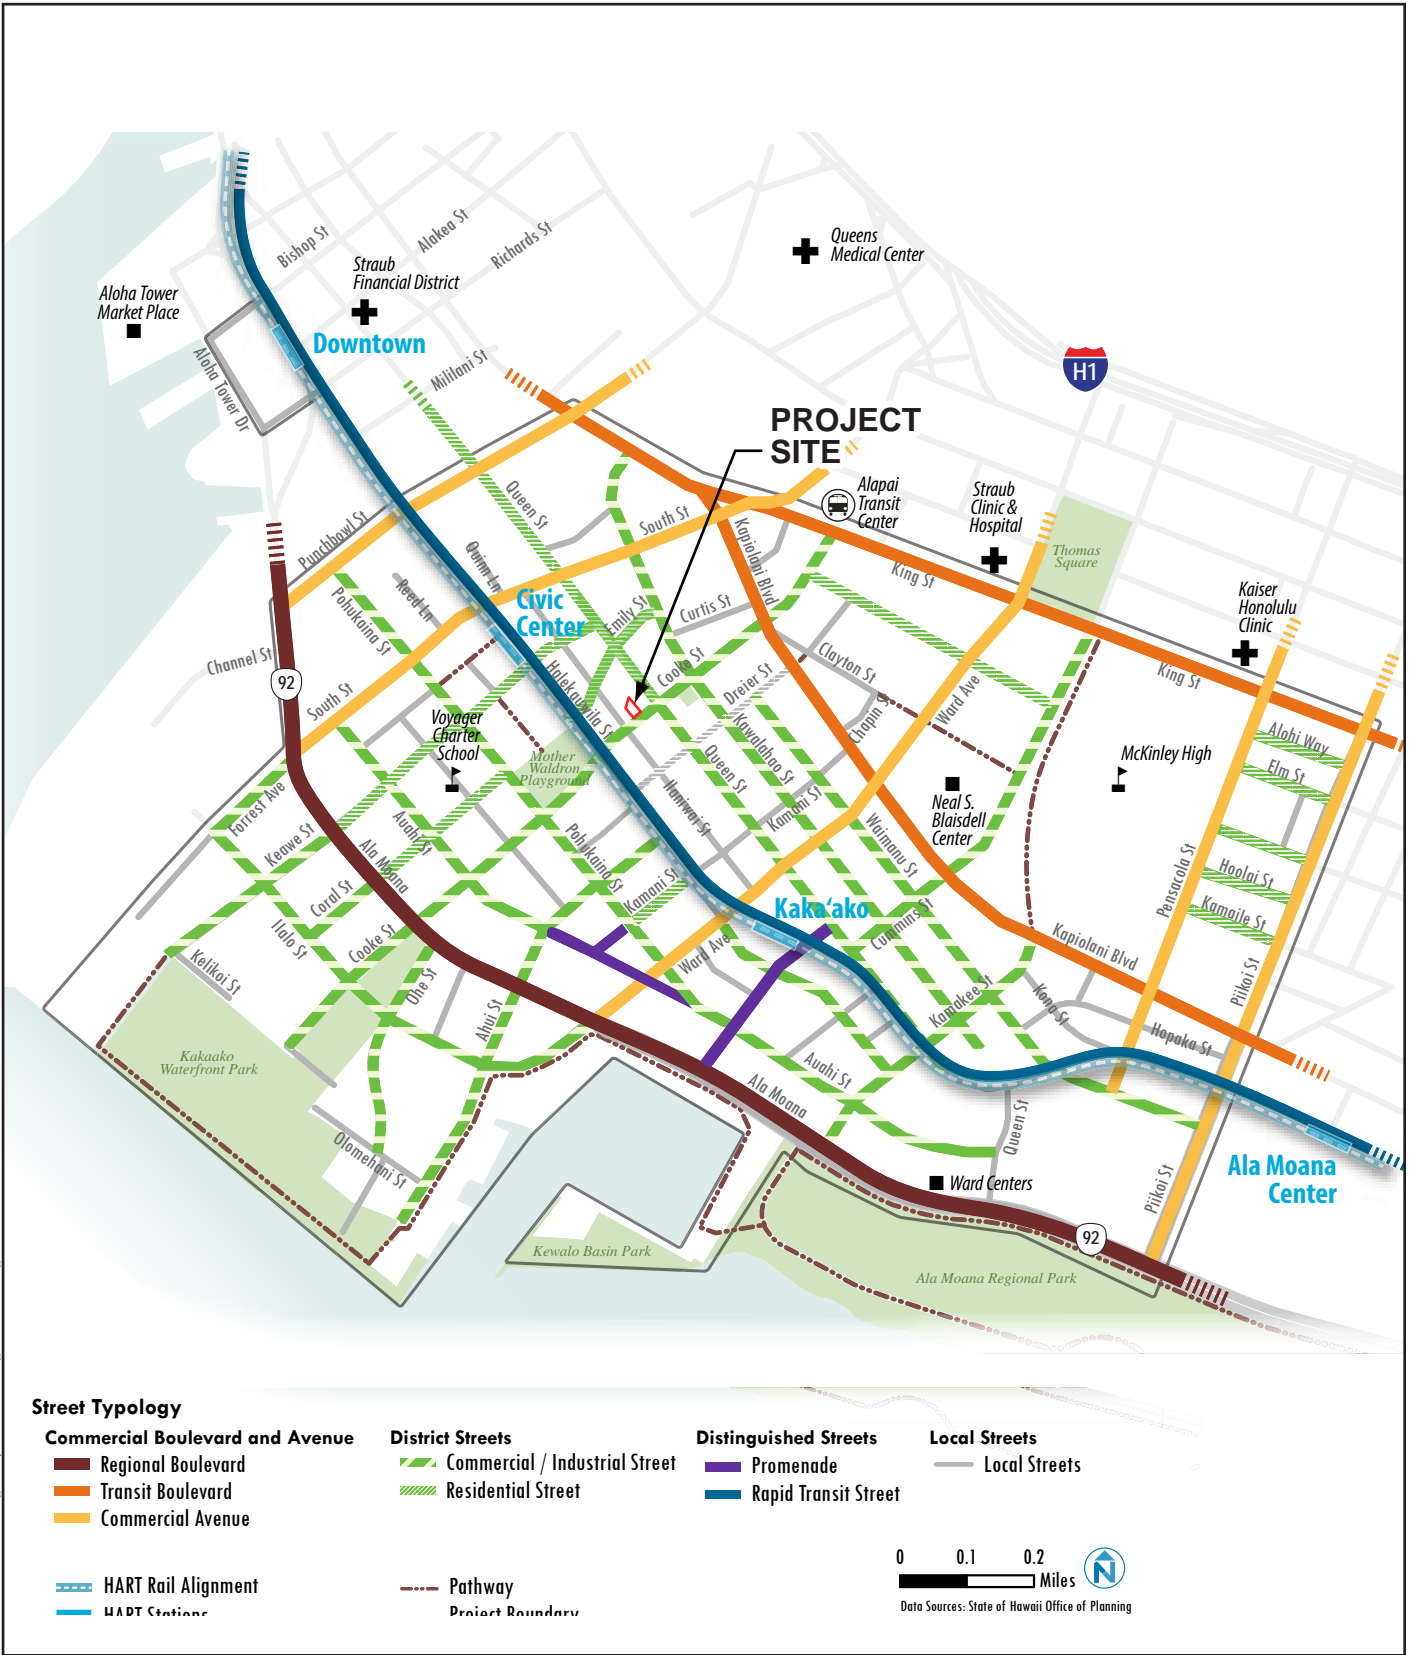 Bishop St
Alakea St
Richards St
Queens
Medical Center
Straub
Financial District
Aloha Tower
Market Place
Downtown
Aloha Tower Dr
Mililani St
H1
PROJECT
SITE
Alapai
Transit
Center
Straub
Clinic &
Hospital
Thomas
Square
Kaiser
Honolulu
Clinic
Punchbowl St
Queen St
South St
Kapiolani Blvd
King St
Quinn Ln
Reed Ln
Pohukaina St
Civic
Center
Emily St
Curtis St
Channel St
92
South St
Halekauwila St
Cooke St
Dreier St
Clayton St
Chapin St
Ward Ave
King St
Voyager
Charter
School
Mother
Waldron
Playground
Queen St
Kawaiahao St
McKinley High
Alohi Way
Elm St
Neal S.
Blaisdell
Center
Forrest Ave
Keawe St
Auahi St
Ala Moana
Pohukaina St
Ilaniwai St
Kamani St
Waimanu St
Pensacola St
Hoolai St
Kamaile St
Coral St
Ilalo St
Cooke St
Kamani St
Kaka‘ako
Cummins St
Ward Ave
Kapiolani Blvd
Kelikoi St
Ohe St
Ahui St
Kamakee St
Kona St
Hopaka St
Piikoi St
Kakaako
Waterfront Park
Auahi St
Ala Moana
Queen St
Olomehani St
Ward Centers
Ala Moana
Center
Piikoi St
92
Kewalo Basin Park
Ala Moana Regional Park
Street Typology
Commercial Boulevard and Avenue
Regional Boulevard
Transit Boulevard
Commercial Avenue
District Streets
Commercial / Industrial Street
Residential Street
Distinguished Streets
Promenade
Rapid Transit Street
Local Streets
Local Streets
HART Rail Alignment
HART Stations
Pathway
Project Boundary
0 0.1 0.2
Miles
N
Data Sources: State of Hawaii Office of Planning